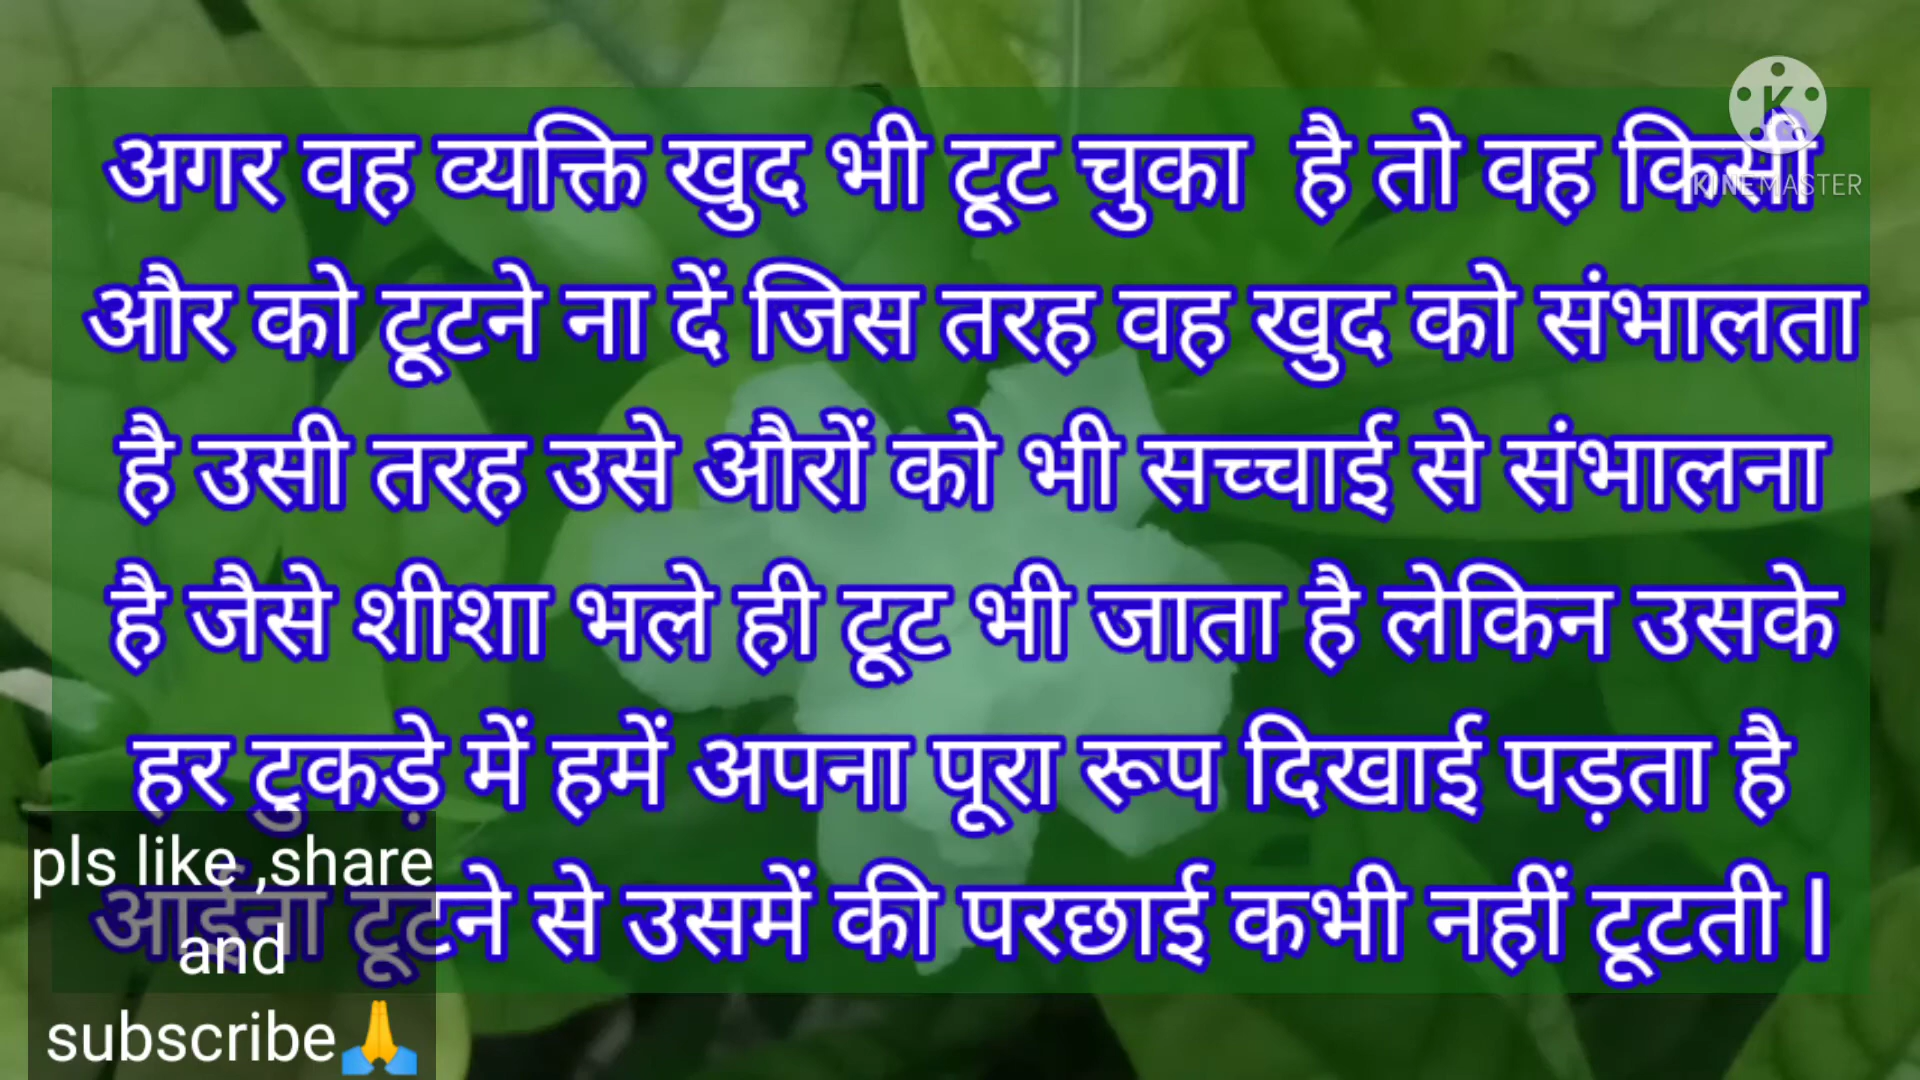 अगर वह व्यक्ति खुद भी टूट चुका है तो वह किसी
और को टूटने ना दें जिस तरह वह खुद को संभालता
है उसी तरह उसे औरों को भी सच्चाई से संभालना
है जैसे शीशा भले ही टूट भी जाता है लेकिन उसके
हर टुकड़े में हमें अपना पूरा रूप दिखाई पड़ता है
आईना टूटने से उसमें की परछाई कभी नहीं टूटती l
K
KINEMASTER
pls like ,share
and
subscribe🙏